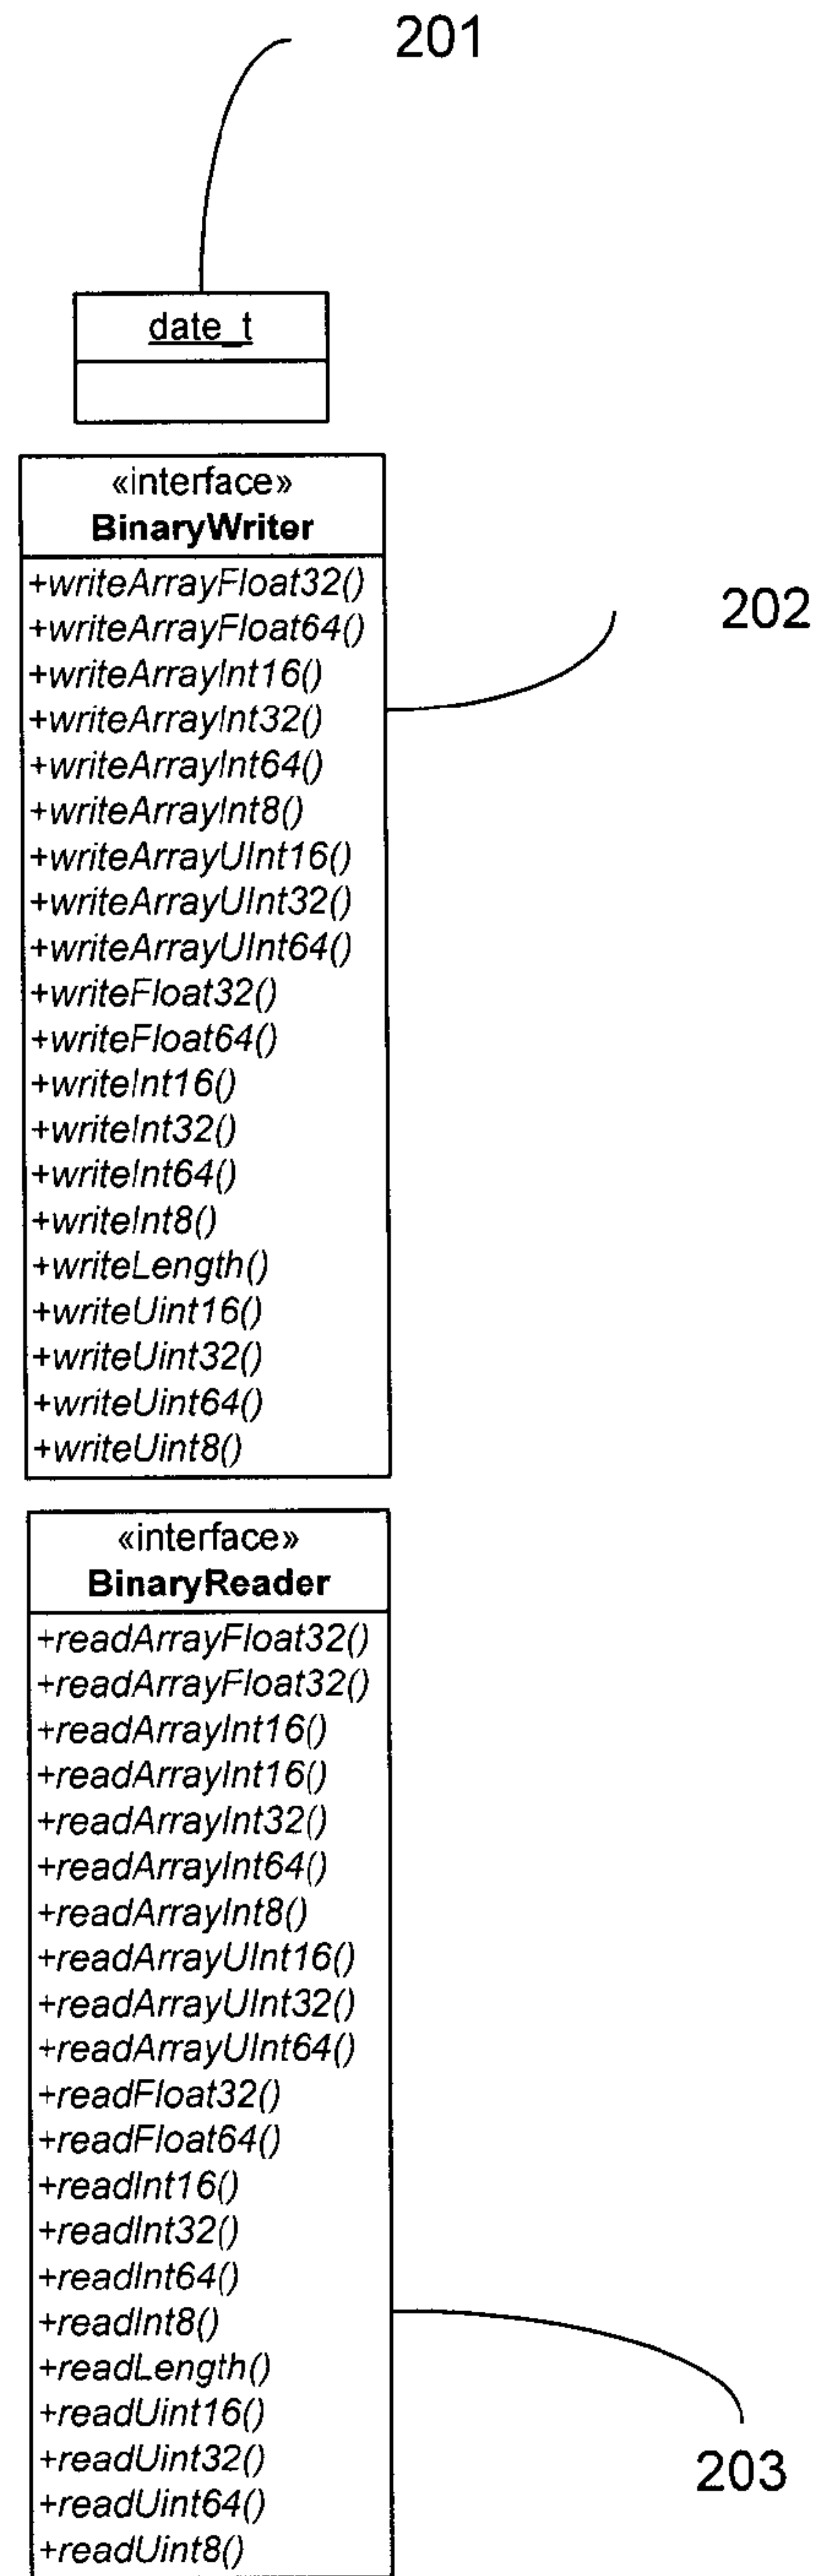 201
date_t
«interface»
BinaryWriter
+writeArrayFloat32()
+writeArrayFloat64()
+writeArrayInt16()
+writeArrayInt32()
+writeArrayInt64()
+writeArrayInt8()
+writeArrayUInt16()
+writeArrayUInt32()
+writeArrayUInt64()
+writeFloat32()
+writeFloat64()
+writeInt16()
+writeInt32()
+writeInt64()
+writeInt8()
+writeLength()
+writeUint16()
+writeUint32()
+writeUint64()
+writeUint8()
202
«interface»
BinaryReader
+readArrayFloat32()
+readArrayFloat32()
+readArrayInt16()
+readArrayInt16()
+readArrayInt32()
+readArrayInt64()
+readArrayInt8()
+readArrayUInt16()
+readArrayUInt32()
+readArrayUInt64()
+readFloat32()
+readFloat64()
+readInt16()
+readInt32()
+readInt64()
+readInt8()
+readLength()
+readUint16()
+readUint32()
+readUint64()
+readUint8()
203